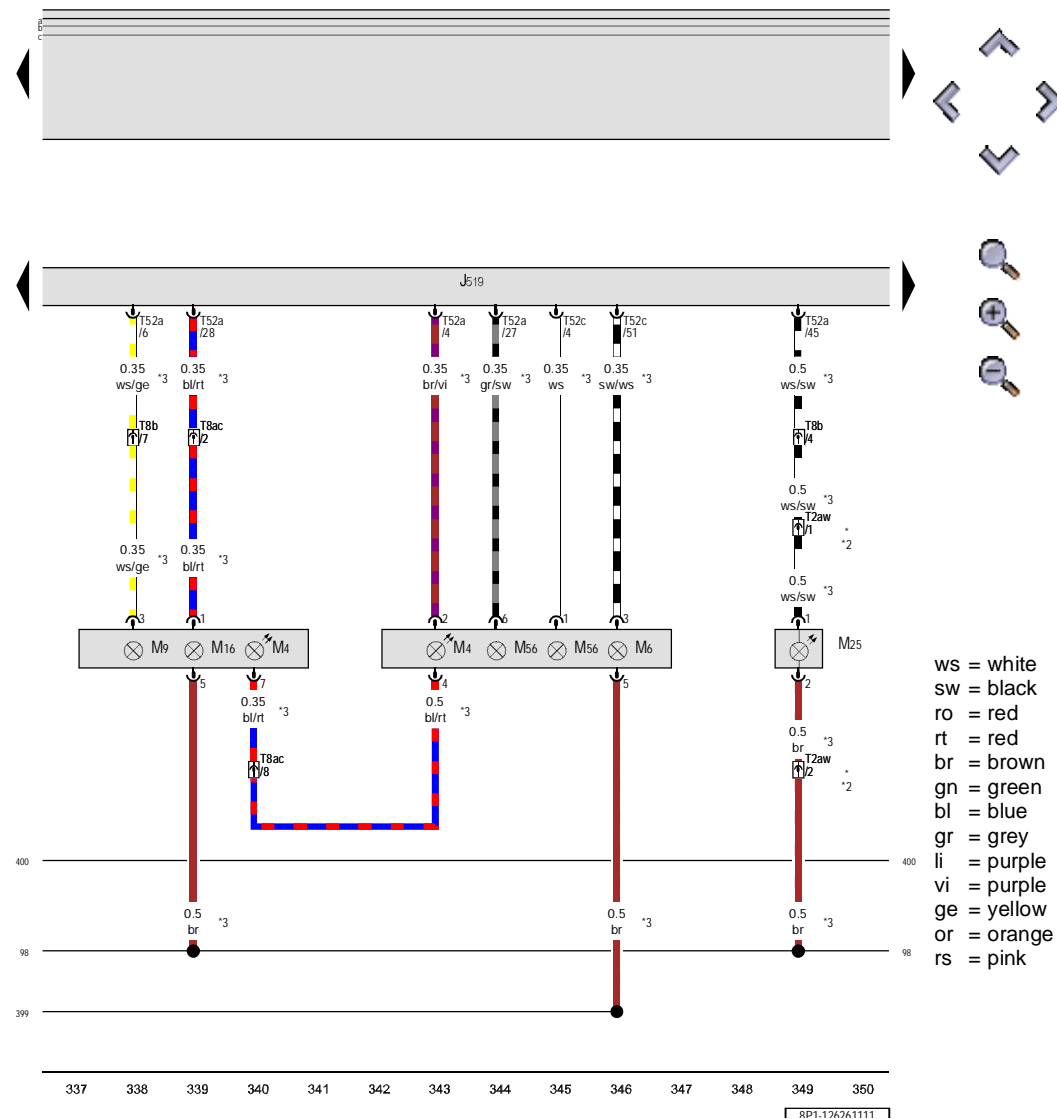 a
b
c
J519
T52a /6
T52a /28
T52a /4
T52a /27
T52c /4
T52c /51
T52a /45
0.35 ws/ge *3
0.35 bl/rt *3
0.35 br/vi *3
0.35 gr/sw *3
0.35 ws *3
0.35 sw/ws *3
0.5 ws/sw *3
T8b /7
T8ac /2
T8b /4
0.5 ws/sw *3
T2aw /1
*
*2
0.35 ws/ge *3
0.35 bl/rt *3
0.5 ws/sw *3
3
1
2
6
1
3
1
M9
M16
M4
M4
M56
M56
M6
M25
5
7
4
5
2
0.35 bl/rt *3
0.5 bl/rt *3
0.5 br *3
T8ac /8
T2aw /2
*
*2
400
400
0.5 br *3
0.5 br *3
0.5 br *3
98
98
399
337 338 339 340 341 342 343 344 345 346 347 348 349 350
8P1-126261111
ws = white
sw = black
ro = red
rt = red
br = brown
gn = green
bl = blue
gr = grey
li = purple
vi = purple
ge = yellow
or = orange
rs = pink